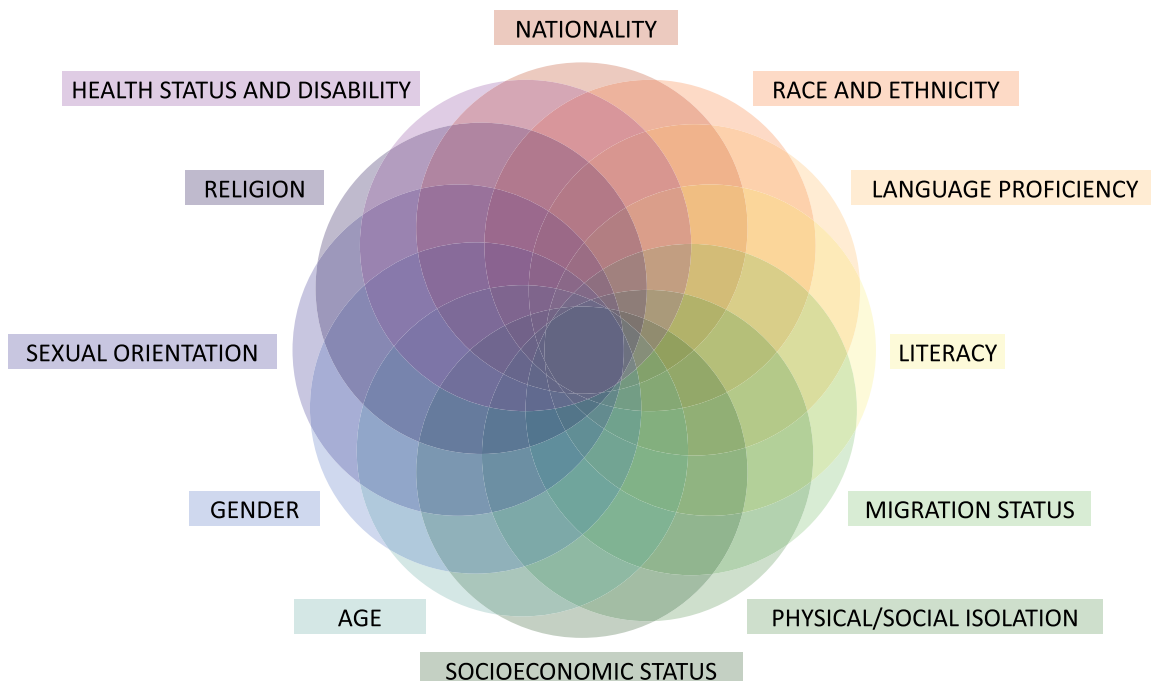 NATIONALITY
HEALTH STATUS AND DISABILITY
RACE AND ETHNICITY
RELIGION
LANGUAGE PROFICIENCY
SEXUAL ORIENTATION
LITERACY
GENDER
MIGRATION STATUS
AGE
PHYSICAL/SOCIAL ISOLATION
SOCIOECONOMIC STATUS